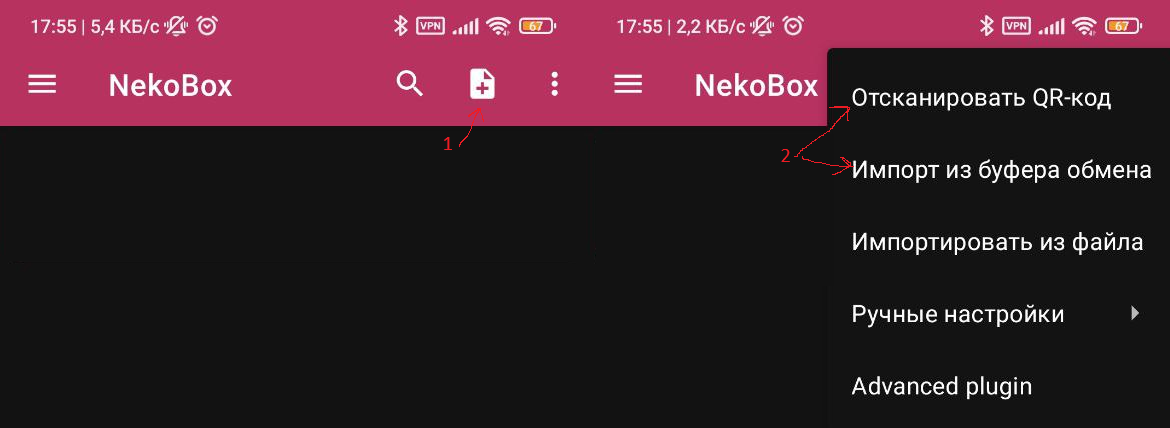 17:55 | 5,4 КБ/с
VPN
67
NekoBox
1
17:55 | 2,2 КБ/с
VPN
67
NekoBox
Отсканировать QR-код
2
Импорт из буфера обмена
Импортировать из файла
Ручные настройки
Advanced plugin